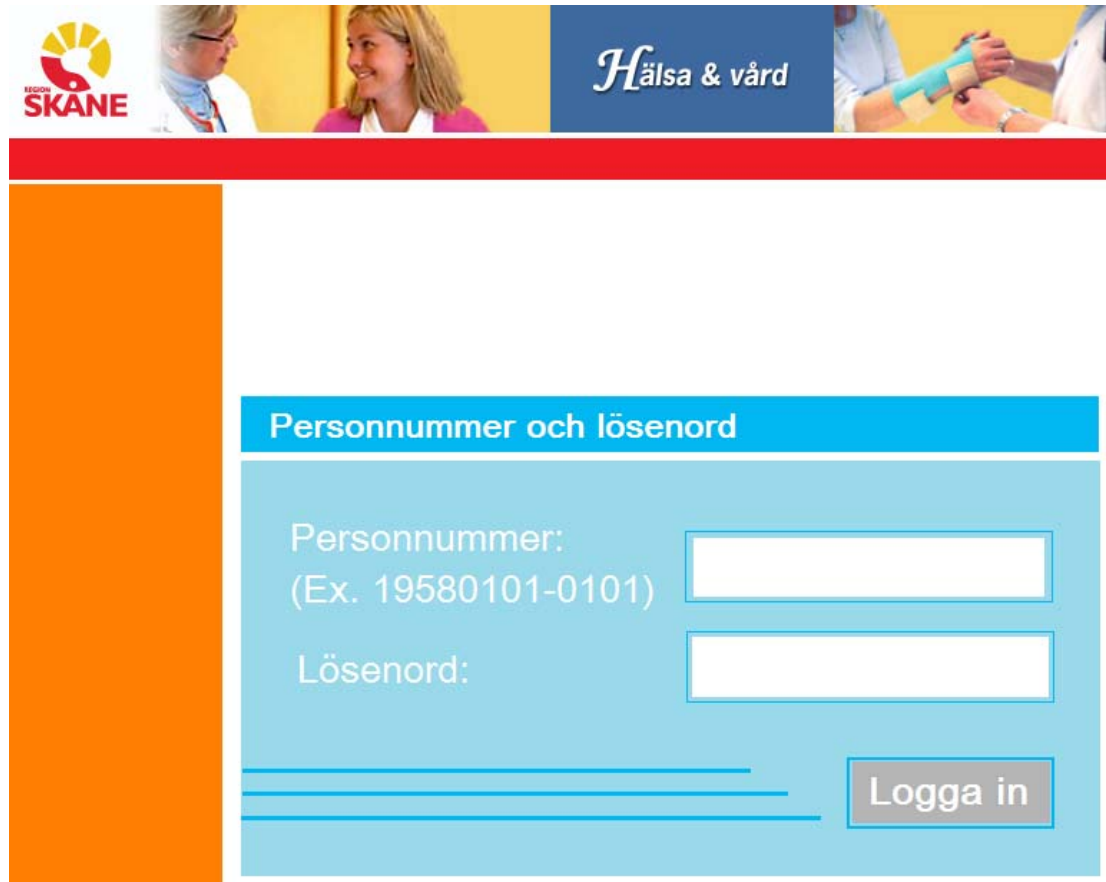 REGION
SKÅNE
Hälsa & vård
Personnummer och lösenord
Personnummer:
(Ex. 19580101-0101)
Lösenord:
Logga in